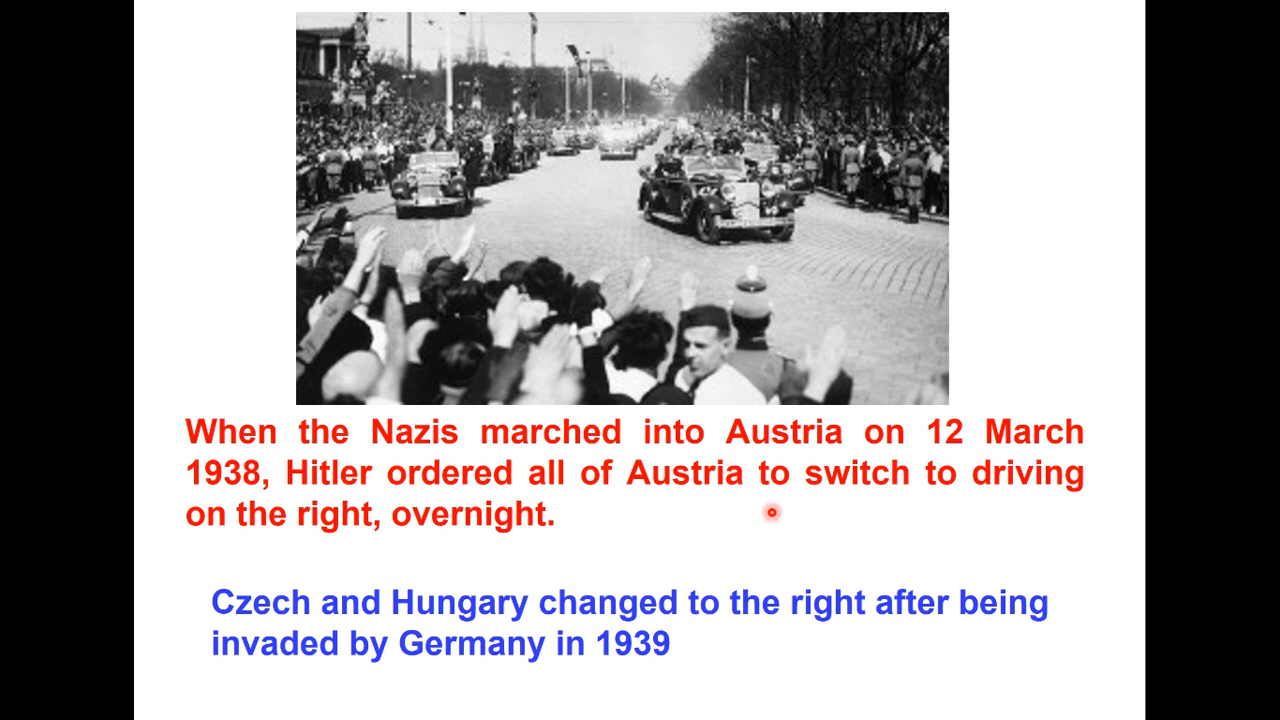 When the Nazis marched into Austria on 12 March
1938, Hitler ordered all of Austria to switch to driving
on the right, overnight.
Czech and Hungary changed to the right after being
invaded by Germany in 1939